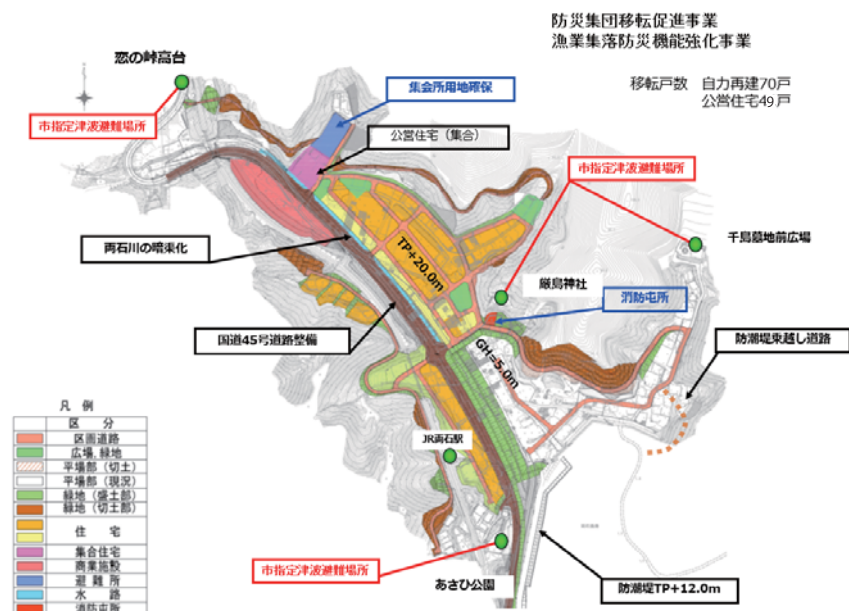 防災集団移転促進事業
漁業集落防災機能強化事業
移転戸数 自力再建70戸
公営住宅49戸
恋の峠高台
市指定津波避難場所
集会所用地確保
公営住宅（集合）
市指定津波避難場所
千鳥墓地前広場
両石川の暗渠化
TP+20.0m
厳島神社
消防屯所
国道45号道路整備
GH=5.0m
防潮堤乗越し道路
JR両石駅
市指定津波避難場所
あさひ公園
防潮堤TP+12.0m
凡 例
区 分
区画道路
広場、緑地
平場部（切土）
平場部（現況）
緑地（盛土部）
緑地（切土部）
住 宅
集合住宅
商業施設
避 難 所
水 路
消防屯所